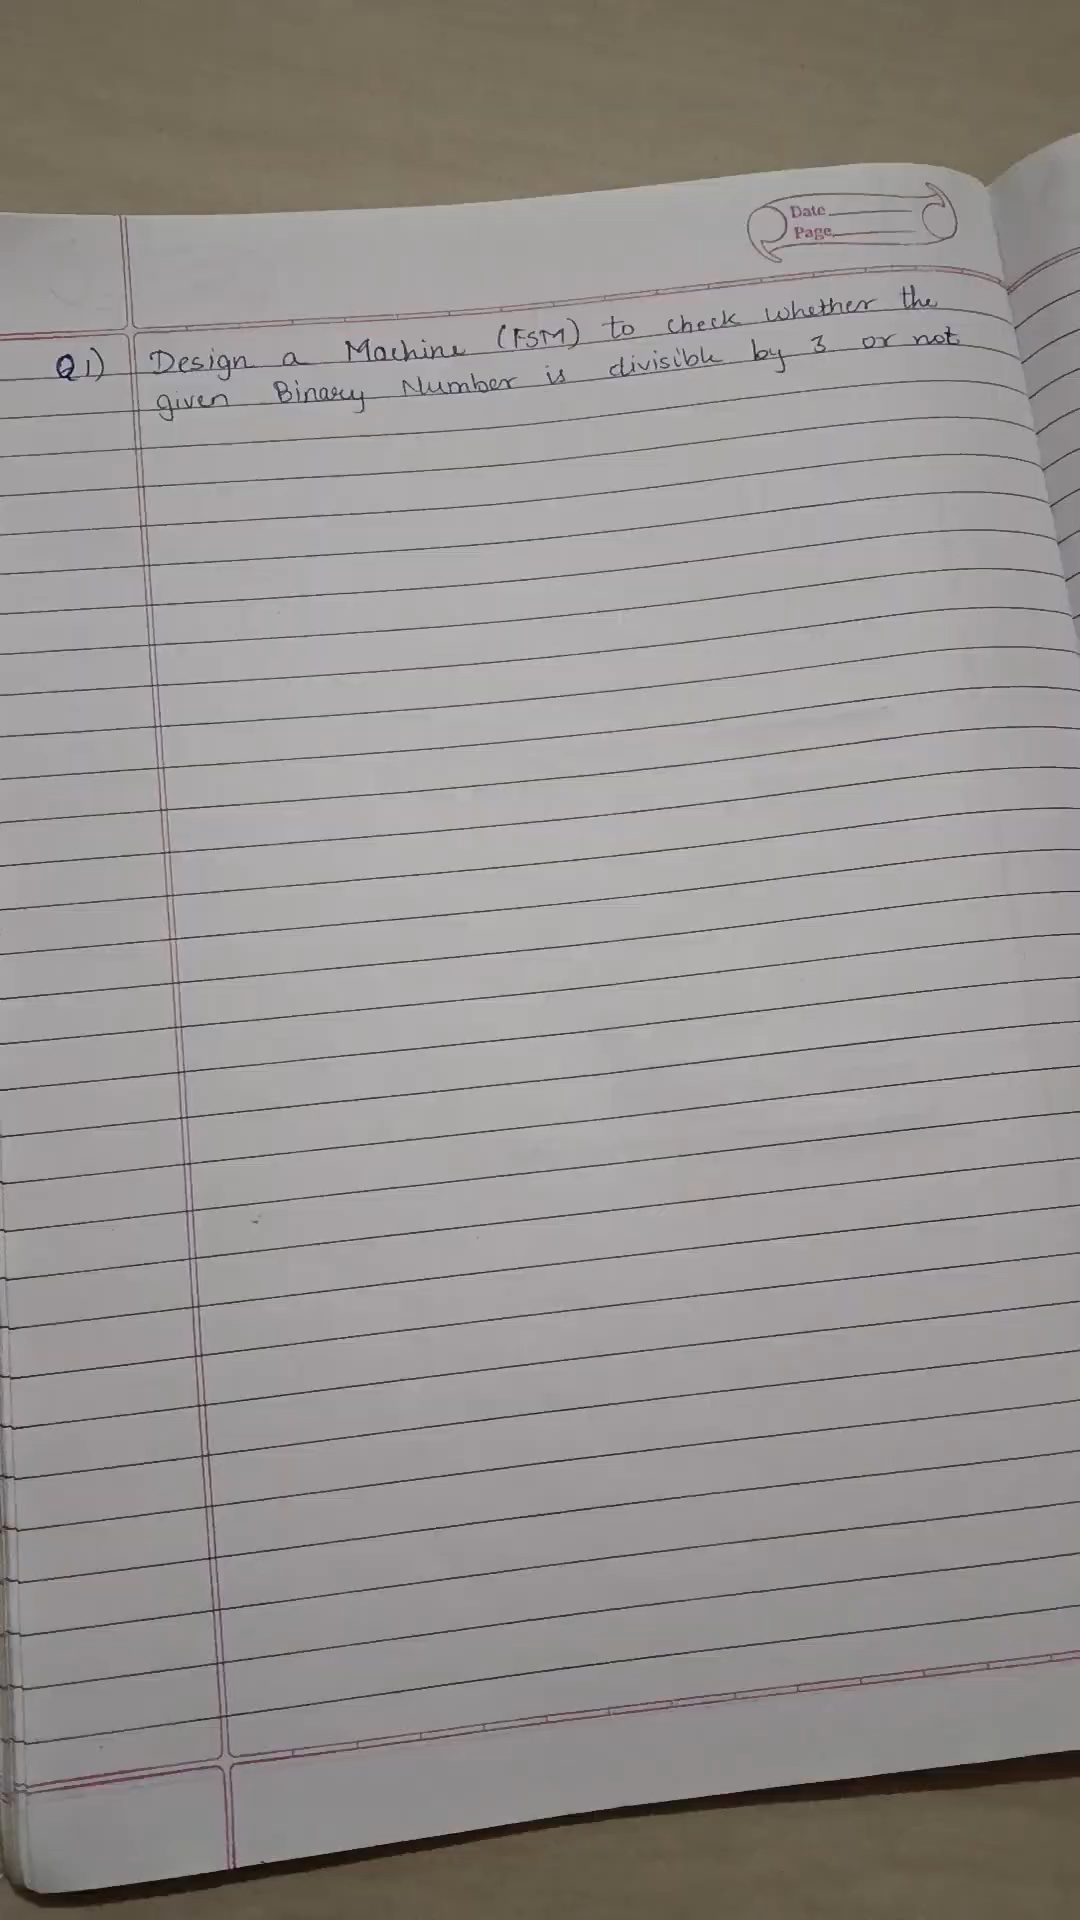 Date
Page
Q1) Design a Machine (FSM) to check whether the
given Binary Number is divisible by 3 or not